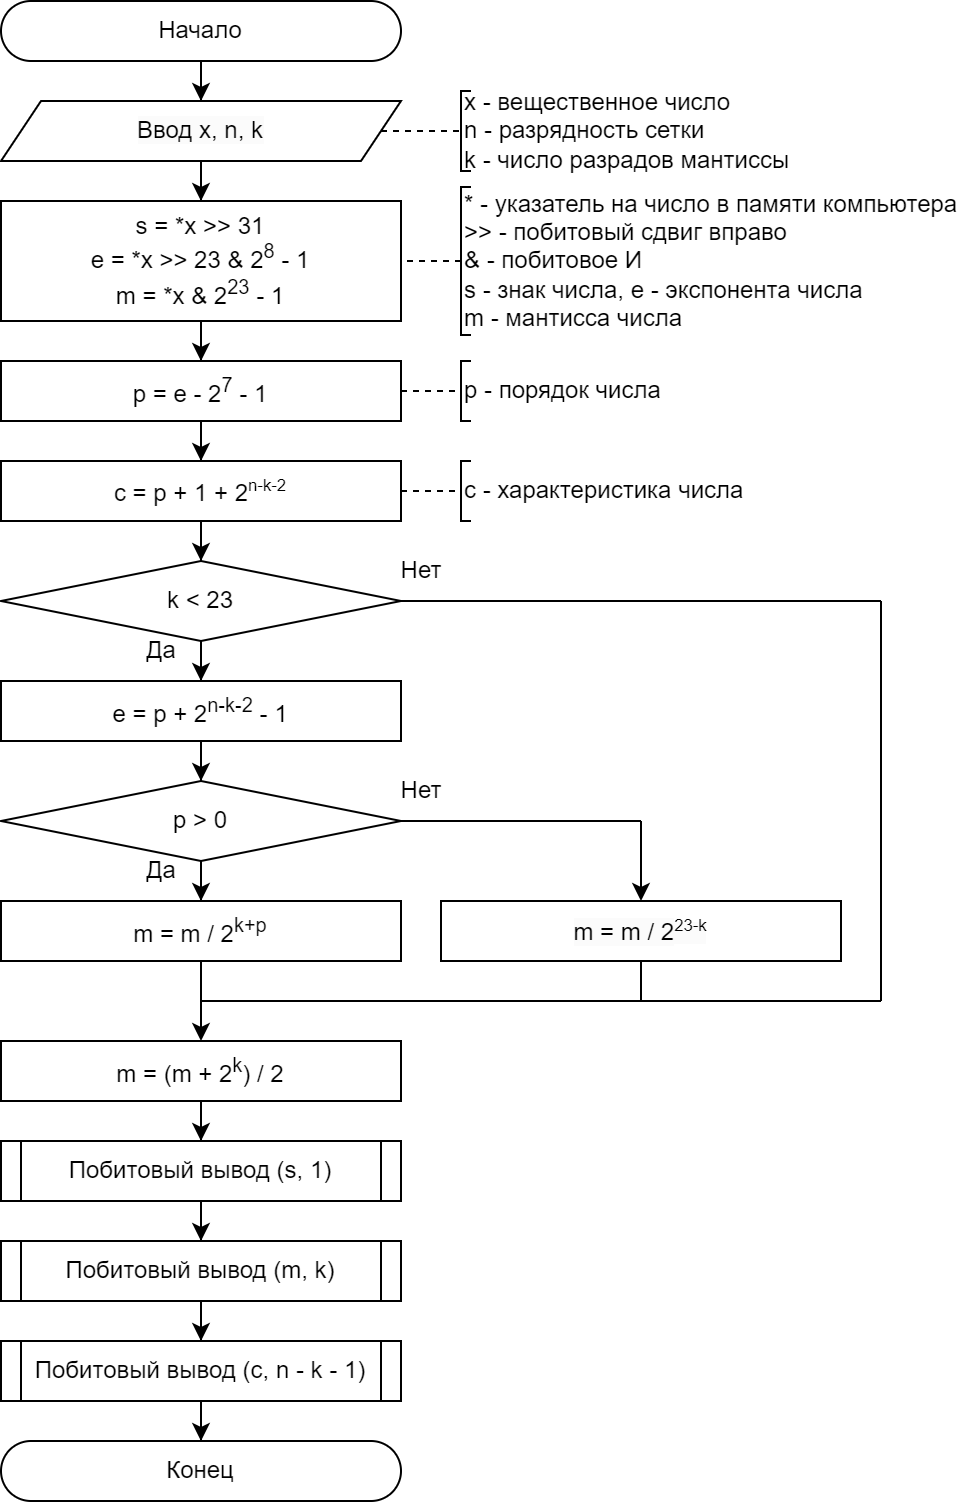 Начало
Ввод x, n, k
x - вещественное число
n - разрядность сетки
k - число разрадов мантиссы
s = *x >> 31
e = *x >> 23 & 2^8 - 1
m = *x & 2^23 - 1
* - указатель на число в памяти компьютера
>> - побитовый сдвиг вправо
& - побитовое И
s - знак числа, e - экспонента числа
m - мантисса числа
p = e - 2^7 - 1
p - порядок числа
c = p + 1 + 2^n-k-2
c - характеристика числа
k < 23
Нет
Да
e = p + 2^n-k-2 - 1
p > 0
Нет
Да
m = m / 2^k+p
m = m / 2^23-k
m = (m + 2^k) / 2
Побитовый вывод (s, 1)
Побитовый вывод (m, k)
Побитовый вывод (c, n - k - 1)
Конец